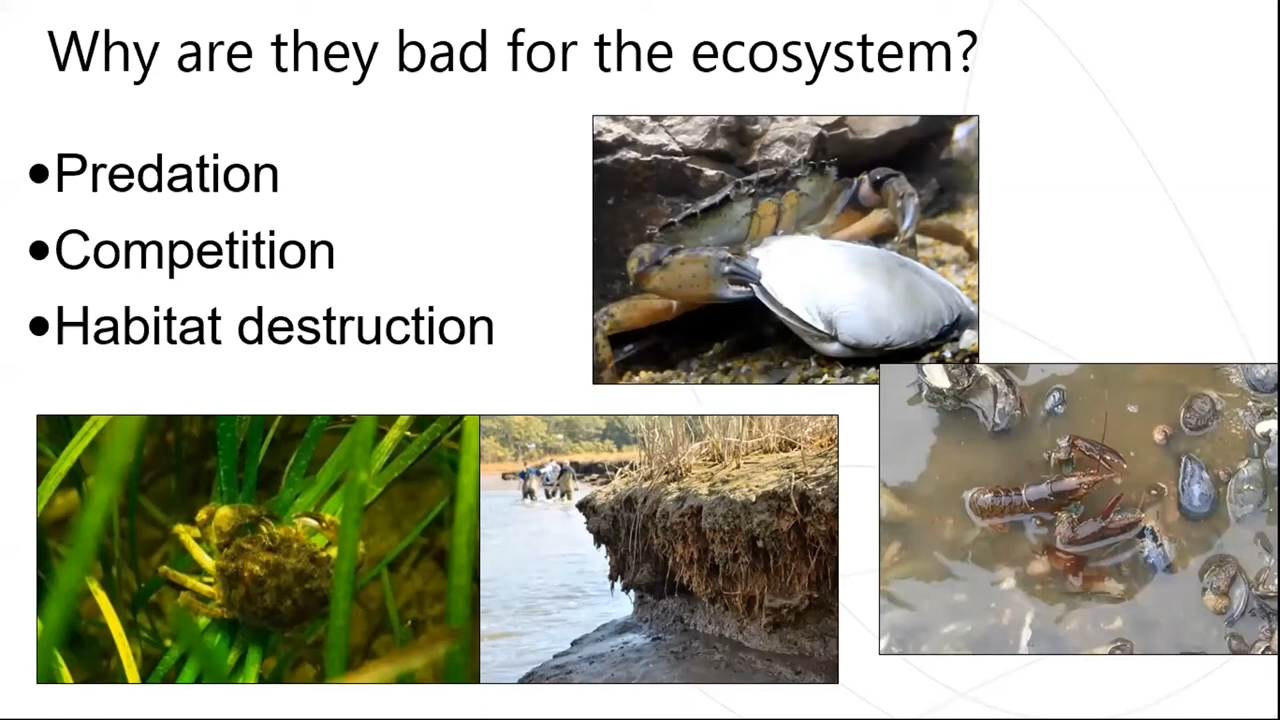 Why are they bad for the ecosystem?
•Predation
•Competition
•Habitat destruction